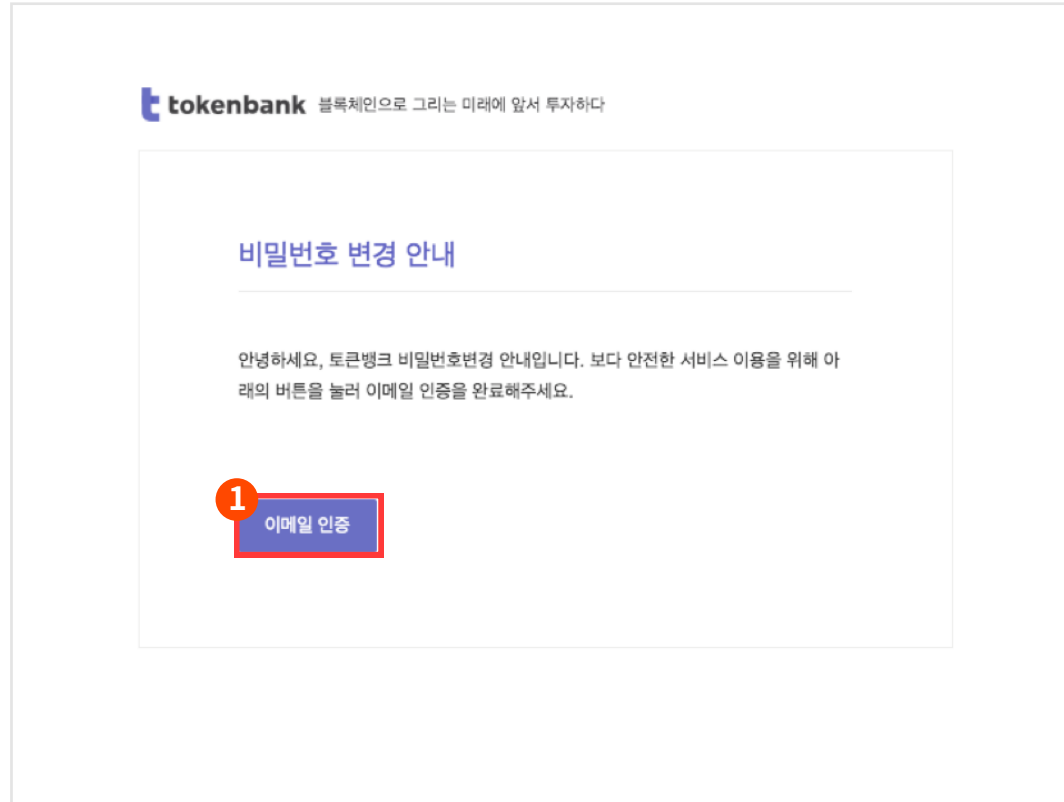 tokenbank 블록체인으로 그리는 미래에 앞서 투자하다
비밀번호 변경 안내
안녕하세요, 토큰뱅크 비밀번호변경 안내입니다. 보다 안전한 서비스 이용을 위해 아
래의 버튼을 눌러 이메일 인증을 완료해주세요.
1
이메일 인증